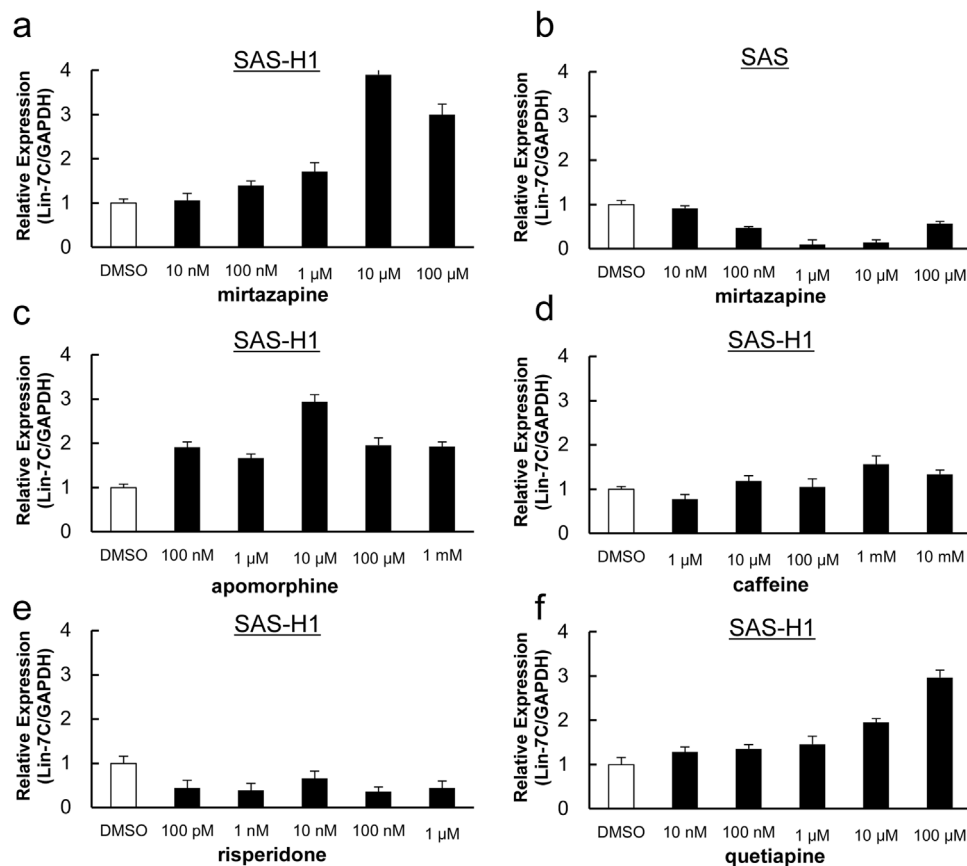 a
SAS-H1
Relative Expression
(Lin-7C/GAPDH)
4
3
2
1
0
DMSO 10 nM 100 nM 1 µM 10 µM 100 µM
mirtazapine
b
SAS
Relative Expression
(Lin-7C/GAPDH)
4
3
2
1
0
DMSO 10 nM 100 nM 1 µM 10 µM 100 µM
mirtazapine
c
SAS-H1
Relative Expression
(Lin-7C/GAPDH)
4
3
2
1
0
DMSO 100 nM 1 µM 10 µM 100 µM 1 mM
apomorphine
d
SAS-H1
Relative Expression
(Lin-7C/GAPDH)
4
3
2
1
0
DMSO 1 µM 10 µM 100 µM 1 mM 10 mM
caffeine
e
SAS-H1
Relative Expression
(Lin-7C/GAPDH)
4
3
2
1
0
DMSO 100 pM 1 nM 10 nM 100 nM 1 µM
risperidone
f
SAS-H1
Relative Expression
(Lin-7C/GAPDH)
4
3
2
1
0
DMSO 10 nM 100 nM 1 µM 10 µM 100 µM
quetiapine